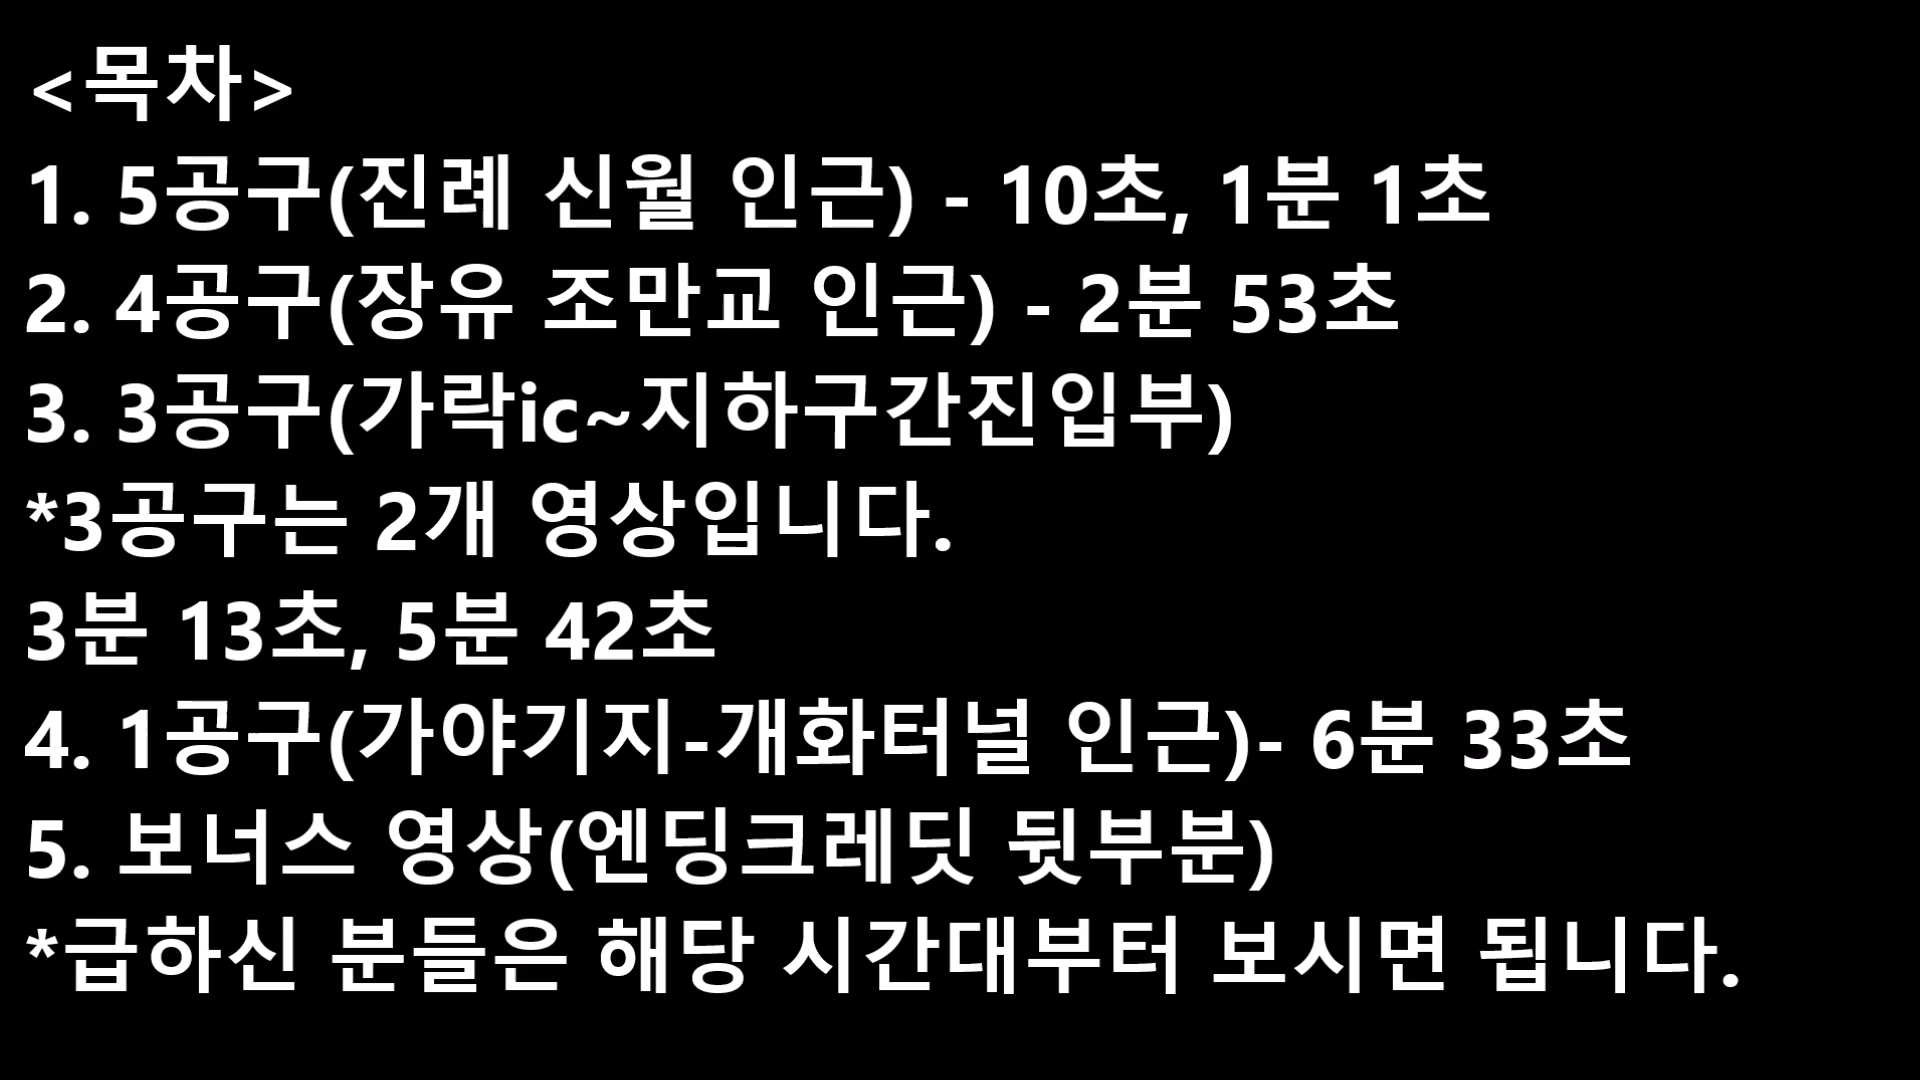 <목차>
1. 5공구(진례 신월 인근) - 10초, 1분 1초
2. 4공구(장유 조만교 인근) - 2분 53초
3. 3공구(가락ic~지하구간진입부)
*3공구는 2개 영상입니다.
3분 13초, 5분 42초
4. 1공구(가야기지-개화터널 인근)- 6분 33초
5. 보너스 영상(엔딩크레딧 뒷부분)
*급하신 분들은 해당 시간대부터 보시면 됩니다.